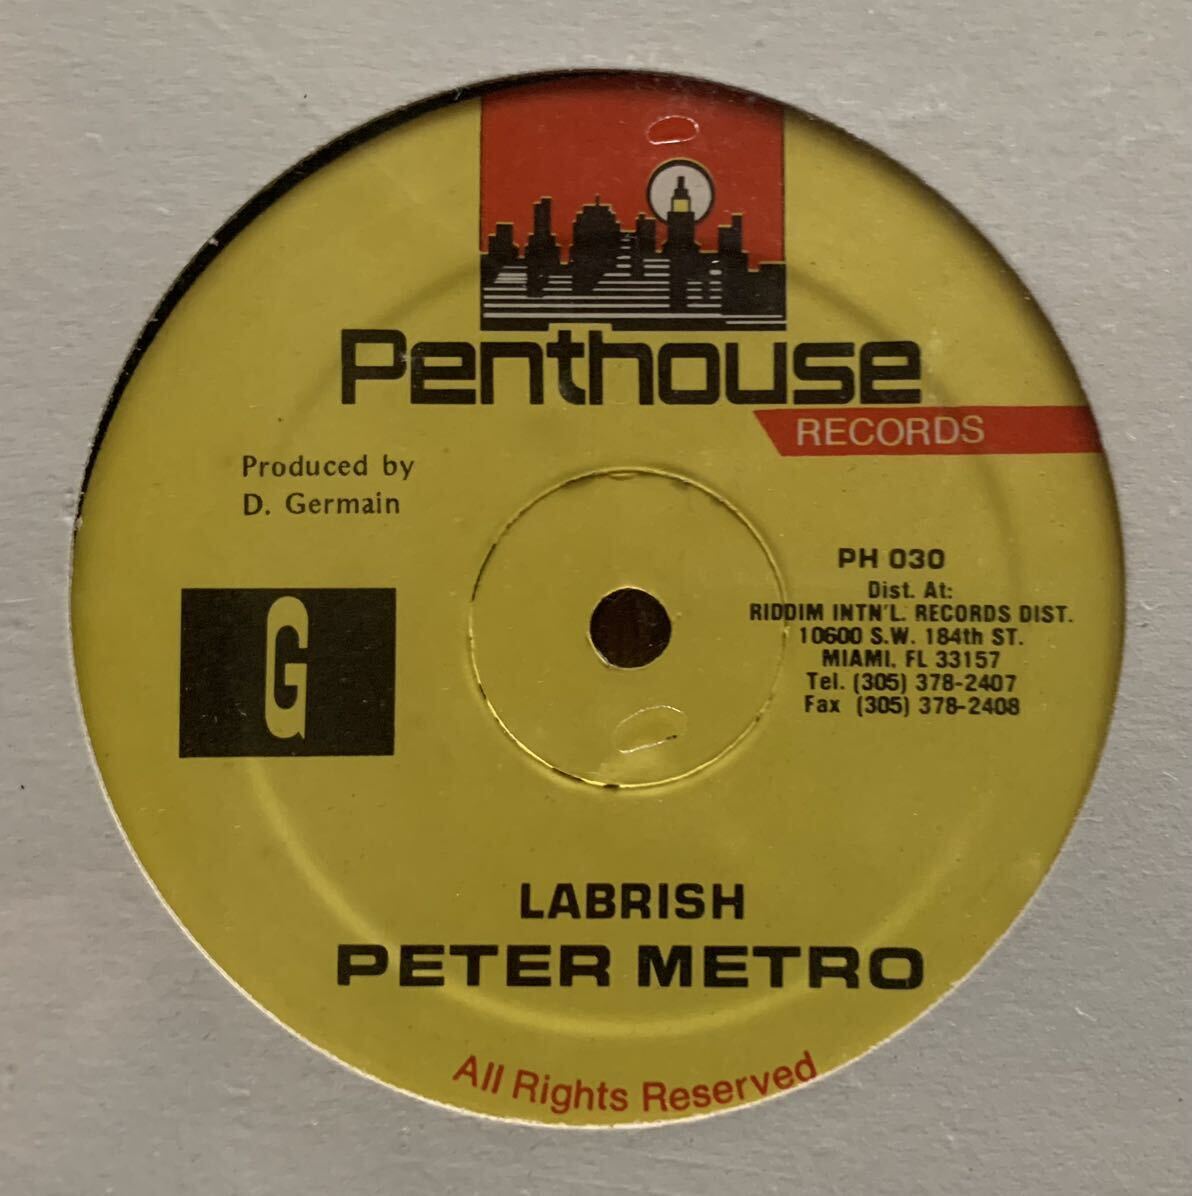 Penthouse
RECORDS
Produced by
D. Germain
G
PH 030
Dist. At:
RIDDIM INTN'L. RECORDS DIST.
10600 S.W. 184th ST.
MIAMI, FL 33157
Tel. (305) 378-2407
Fax (305) 378-2408
LABRISH
PETER METRO
All Rights Reserved